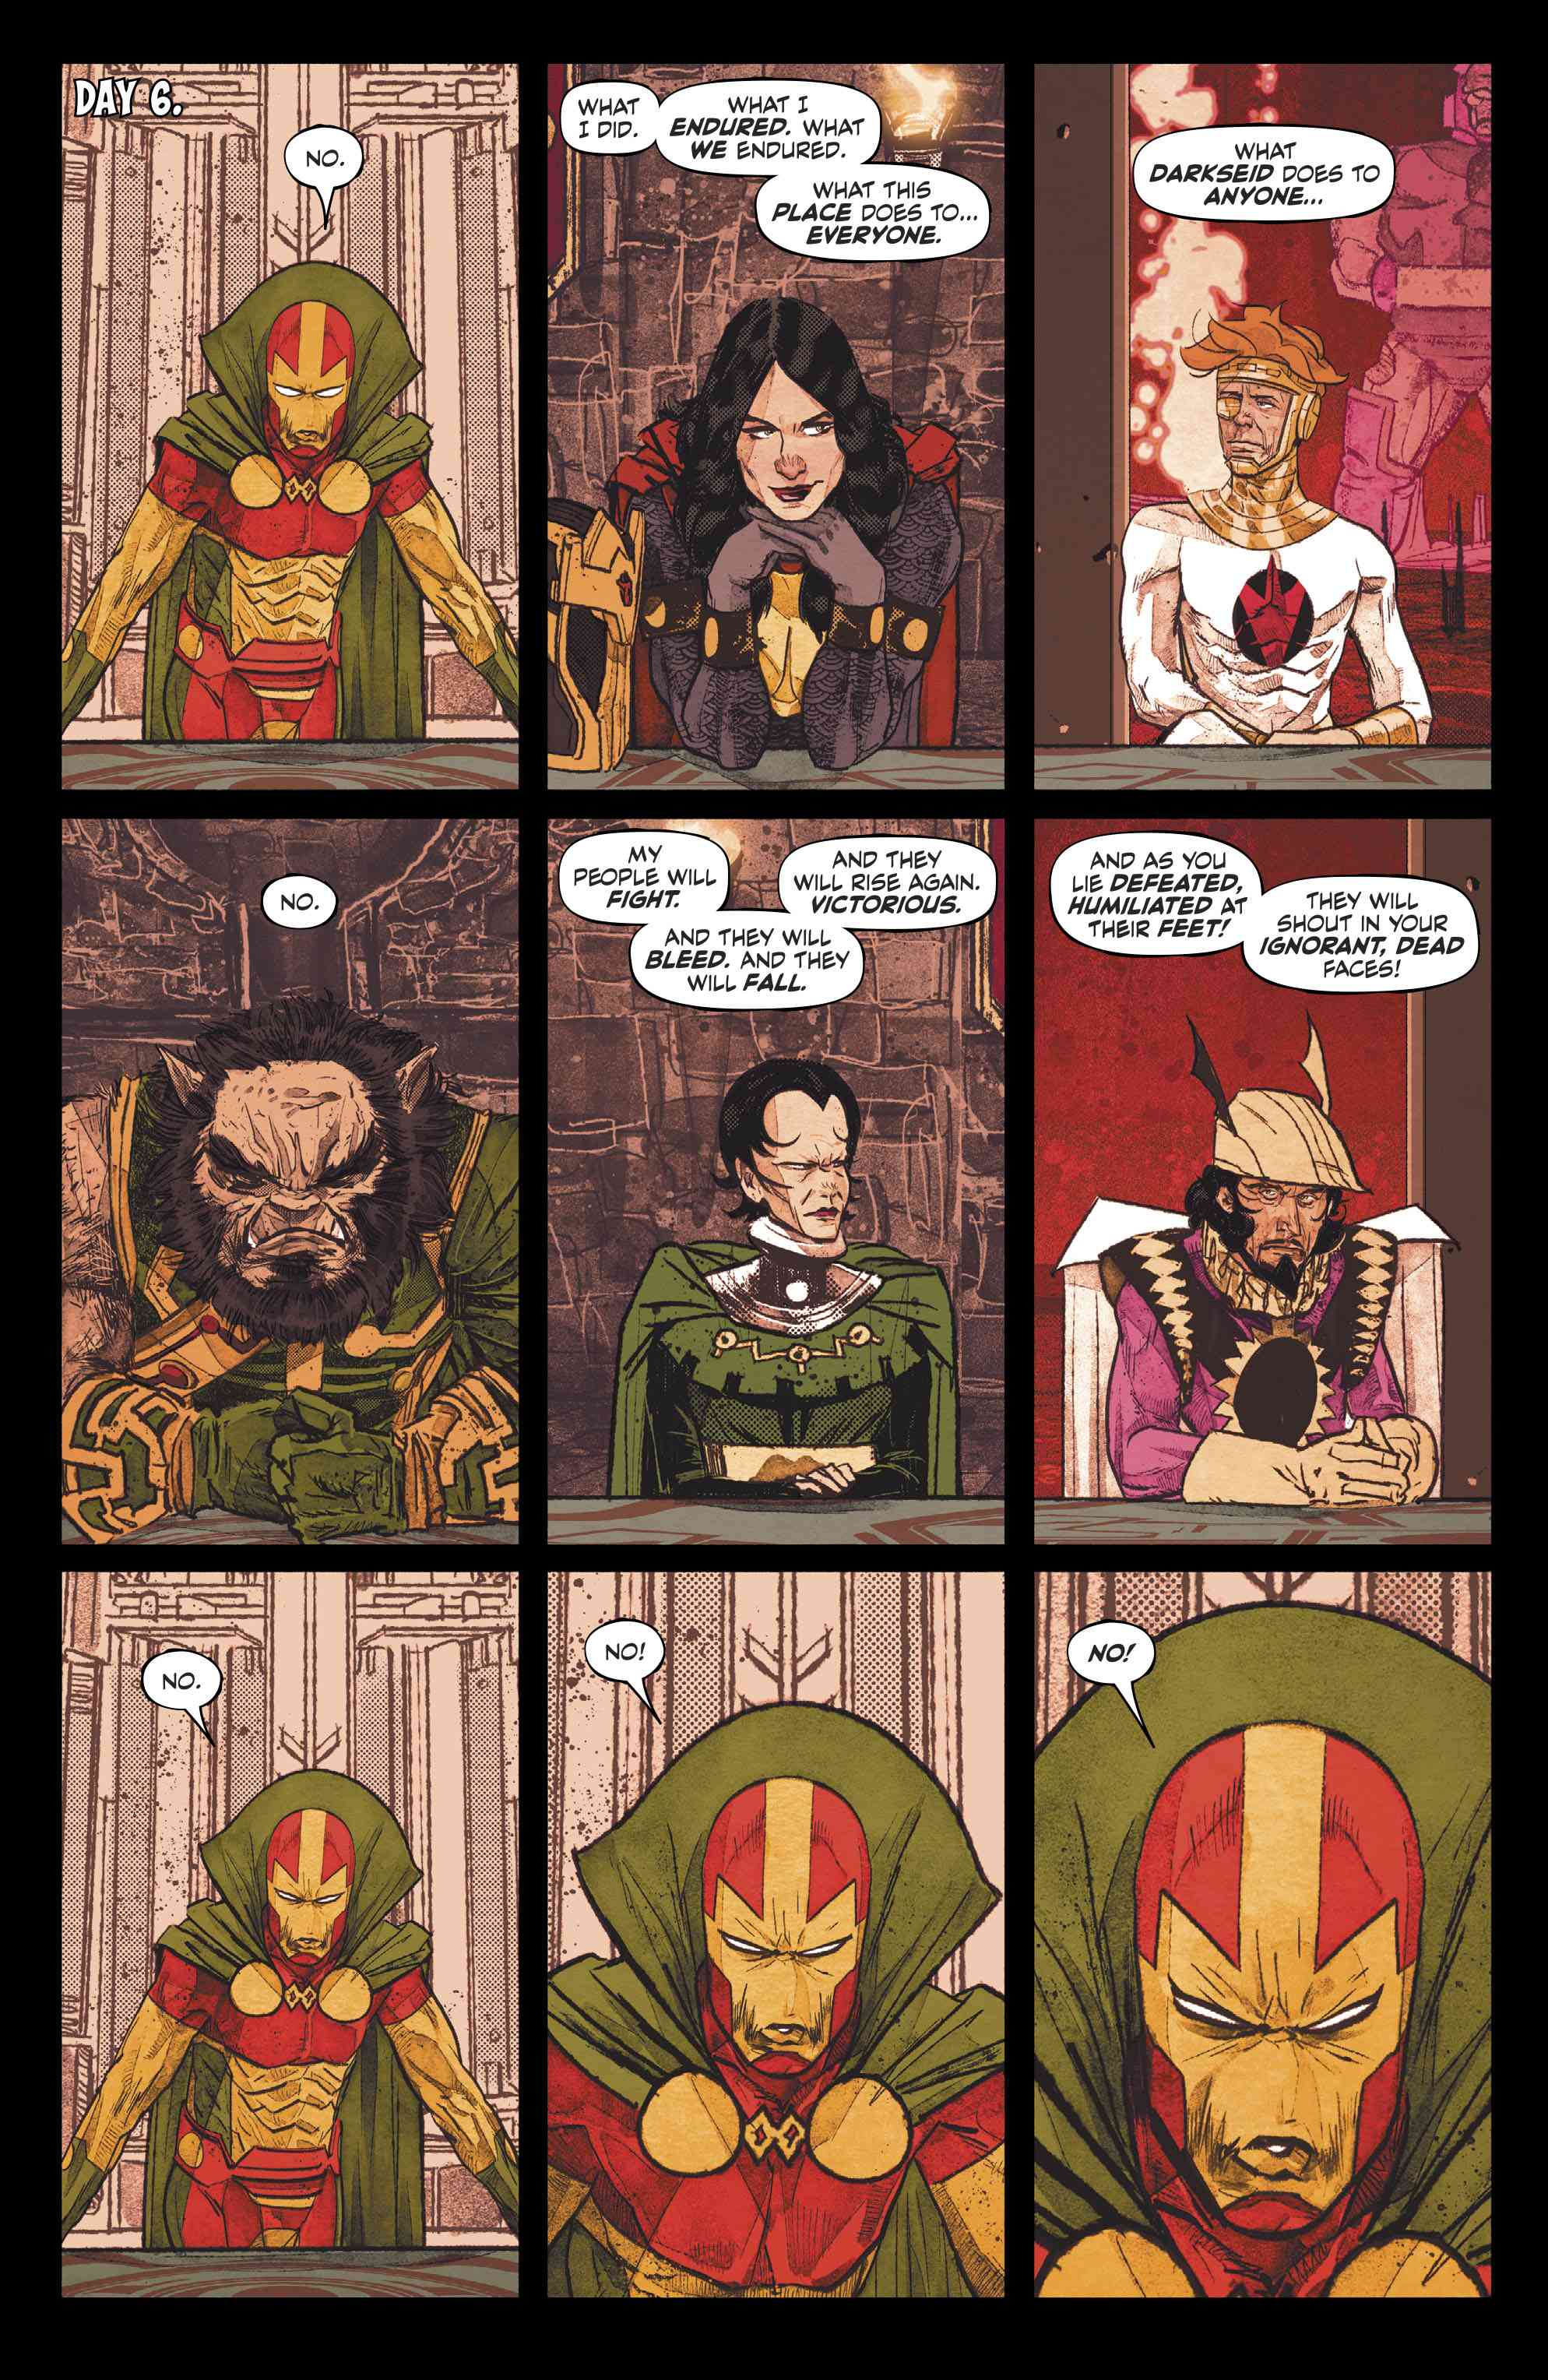 DAY 6.
NO.
WHAT
I DID.
WHAT I
ENDURED. WHAT
WE ENDURED.
WHAT THIS
PLACE DOES TO...
EVERYONE.
WHAT
DARKSEID DOES TO
ANYONE...
NO.
MY
PEOPLE WILL
FIGHT.
AND THEY WILL
BLEED. AND THEY
WILL FALL.
AND THEY
WILL RISE AGAIN.
VICTORIOUS.
AND AS YOU
LIE DEFEATED,
HUMILIATED AT
THEIR FEET!
THEY WILL
SHOUT IN YOUR
IGNORANT, DEAD
FACES!
NO.
NO!
NO!